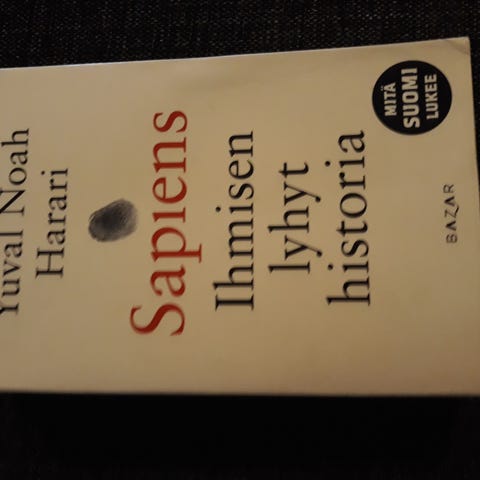 Yuval Noah
Harari
Sapiens
Ihmisen
lyhyt
historia
MITÄ
SUOMI
LUKEE
BAZAR